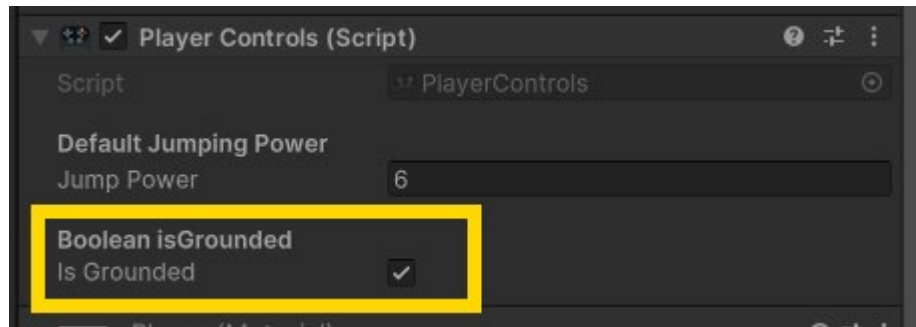 Player Controls (Script)
Script PlayerControls
Default Jumping Power
Jump Power 6
Boolean isGrounded
Is Grounded